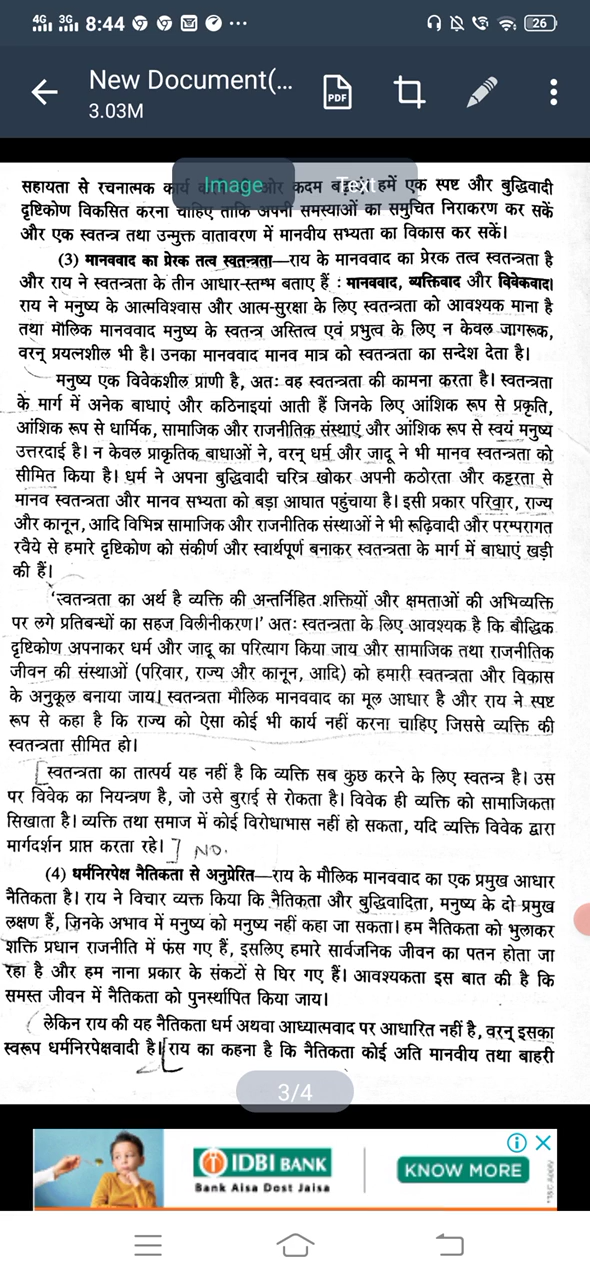 4G 3G 8:44 ... 26
New Document(...
3.03M
PDF
Image Text
सहायता से रचनात्मक कार्य की ओर कदम बढ़ाएं। हमें एक स्पष्ट और बुद्धिवादी
दृष्टिकोण विकसित करना चाहिए ताकि अपनी समस्याओं का समुचित निराकरण कर सकें
और एक स्वतन्त्र तथा उन्मुक्त वातावरण में मानवीय सभ्यता का विकास कर सकें।
(3) मानववाद का प्रेरक तत्व स्वतन्त्रता—राय के मानववाद का प्रेरक तत्व स्वतन्त्रता है
और राय ने स्वतन्त्रता के तीन आधार-स्तम्भ बताए हैं : मानववाद, व्यक्तिवाद और विवेकवाद।
राय ने मनुष्य के आत्मविश्वास और आत्म-सुरक्षा के लिए स्वतन्त्रता को आवश्यक माना है
तथा मौलिक मानववाद मनुष्य के स्वतन्त्र अस्तित्व एवं प्रभुत्व के लिए न केवल जागरूक,
वरन् प्रयत्नशील भी है। उनका मानववाद मानव मात्र को स्वतन्त्रता का सन्देश देता है।
मनुष्य एक विवेकशील प्राणी है, अतः वह स्वतन्त्रता की कामना करता है। स्वतन्त्रता
के मार्ग में अनेक बाधाएं और कठिनाइयां आती हैं जिनके लिए आंशिक रूप से प्रकृति,
आंशिक रूप से धार्मिक, सामाजिक और राजनीतिक संस्थाएं और आंशिक रूप से स्वयं मनुष्य
उत्तरदाई है। न केवल प्राकृतिक बाधाओं ने, वरन् धर्म और जादू ने भी मानव स्वतन्त्रता को
सीमित किया है। धर्म ने अपना बुद्धिवादी चरित्र खोकर अपनी कठोरता और कट्टरता से
मानव स्वतन्त्रता और मानव सभ्यता को बड़ा आघात पहुंचाया है। इसी प्रकार परिवार, राज्य
और कानून, आदि विभिन्न सामाजिक और राजनीतिक संस्थाओं ने भी रूढ़िवादी और परम्परागत
रवैये से हमारे दृष्टिकोण को संकीर्ण और स्वार्थपूर्ण बनाकर स्वतन्त्रता के मार्ग में बाधाएं खड़ी
की हैं।
'स्वतन्त्रता का अर्थ है व्यक्ति की अन्तर्निहित शक्तियों और क्षमताओं की अभिव्यक्ति
पर लगे प्रतिबन्धों का सहज विलीनीकरण।' अतः स्वतन्त्रता के लिए आवश्यक है कि बौद्धिक
दृष्टिकोण अपनाकर धर्म और जादू का परित्याग किया जाय और सामाजिक तथा राजनीतिक
जीवन की संस्थाओं (परिवार, राज्य और कानून, आदि) को हमारी स्वतन्त्रता और विकास
के अनुकूल बनाया जाय। स्वतन्त्रता मौलिक मानववाद का मूल आधार है और राय ने स्पष्ट
रूप से कहा है कि राज्य को ऐसा कोई भी कार्य नहीं करना चाहिए जिससे व्यक्ति की
स्वतन्त्रता सीमित हो।
[स्वतन्त्रता का तात्पर्य यह नहीं है कि व्यक्ति सब कुछ करने के लिए स्वतन्त्र है। उस
पर विवेक का नियन्त्रण है, जो उसे बुराई से रोकता है। विवेक ही व्यक्ति को सामाजिकता
सिखाता है। व्यक्ति तथा समाज में कोई विरोधाभास नहीं हो सकता, यदि व्यक्ति विवेक द्वारा
मार्गदर्शन प्राप्त करता रहे।] NO.
(4) धर्मनिरपेक्ष नैतिकता से अनुप्रेरित—राय के मौलिक मानववाद का एक प्रमुख आधार
नैतिकता है। राय ने विचार व्यक्त किया कि नैतिकता और बुद्धिवादिता, मनुष्य के दो प्रमुख
लक्षण हैं, जिनके अभाव में मनुष्य को मनुष्य नहीं कहा जा सकता। हम नैतिकता को भुलाकर
शक्ति प्रधान राजनीति में फंस गए हैं, इसलिए हमारे सार्वजनिक जीवन का पतन होता जा
रहा है और हम नाना प्रकार के संकटों से घिर गए हैं। आवश्यकता इस बात की है कि
समस्त जीवन में नैतिकता को पुनर्स्थापित किया जाय।
लेकिन राय की यह नैतिकता धर्म अथवा आध्यात्मवाद पर आधारित नहीं है, वरन् इसका
स्वरूप धर्मनिरपेक्षवादी है। [राय का कहना है कि नैतिकता कोई अति मानवीय तथा बाहरी
3/4
IDBI BANK
Bank Aisa Dost Jaisa
KNOW MORE
*T&C Apply